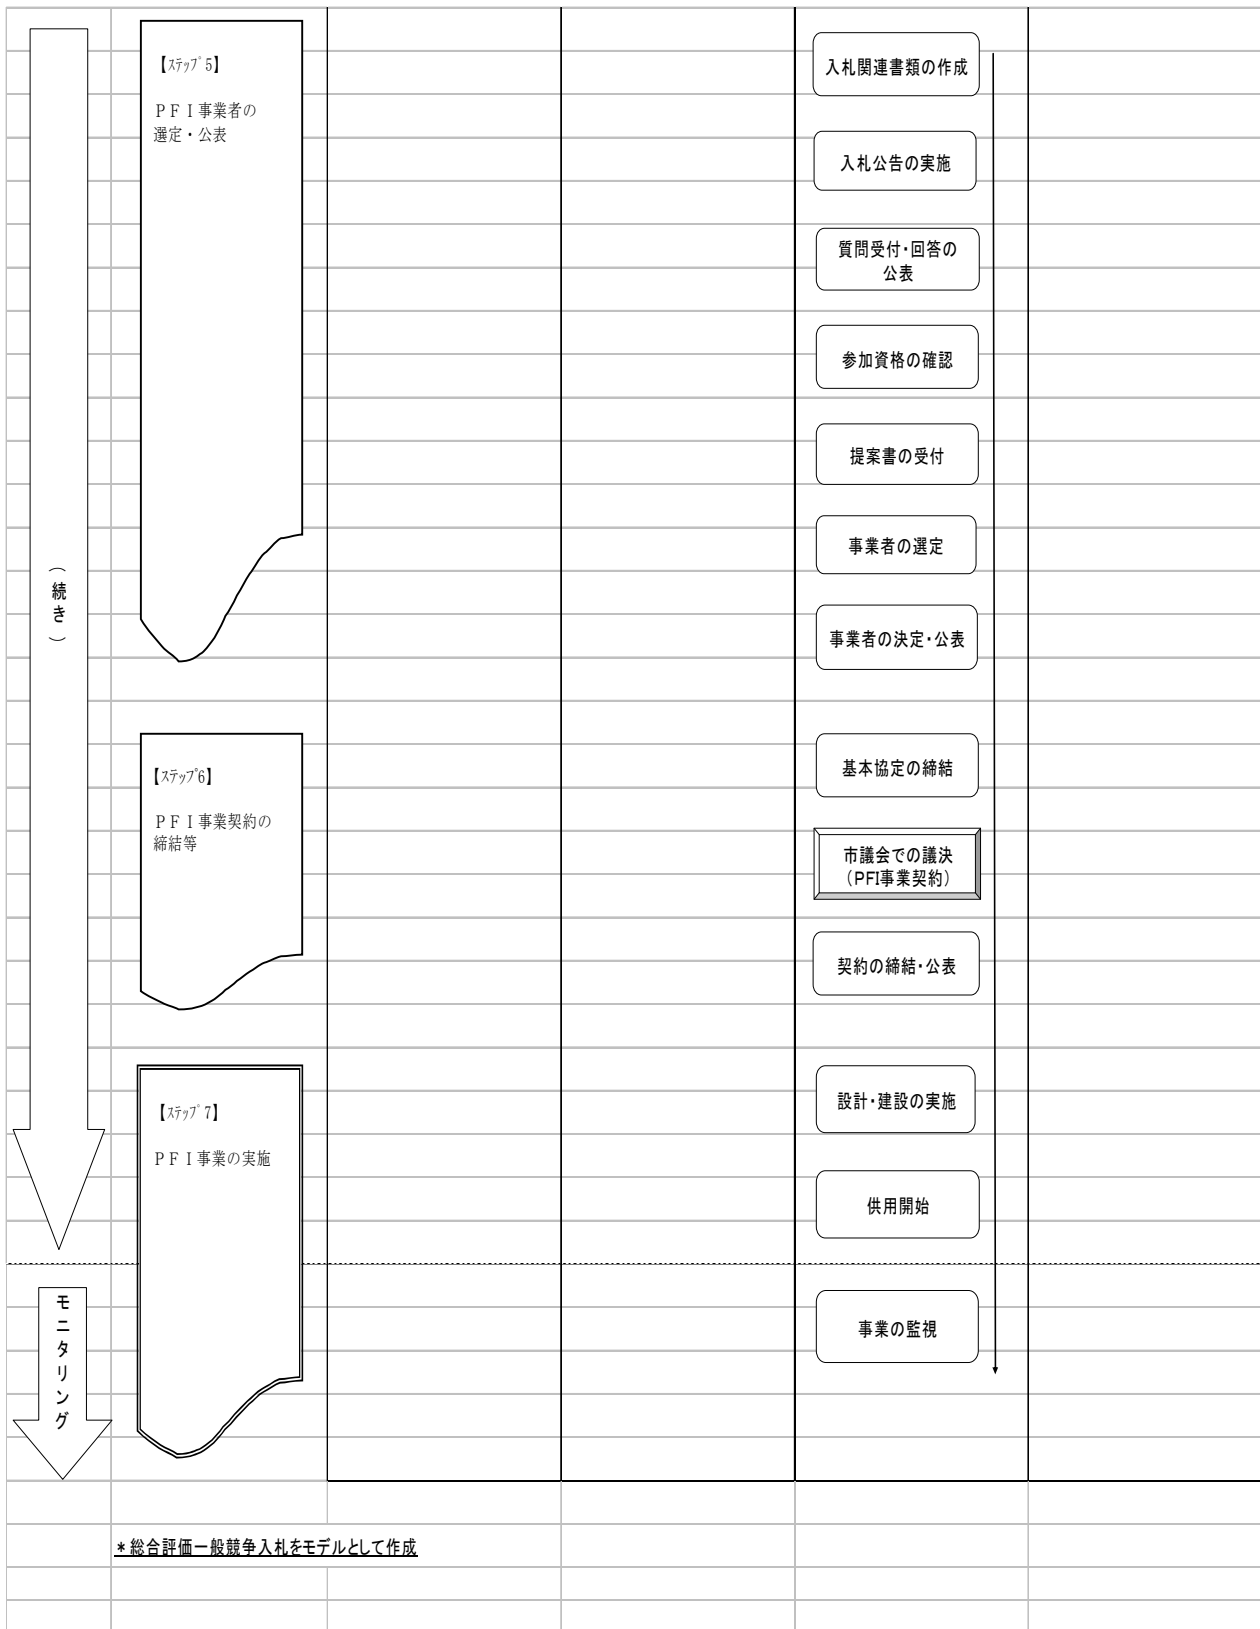 （続き）
【ｽﾃｯﾌﾟ5】
ＰＦＩ事業者の
選定・公表
入札関連書類の作成
入札公告の実施
質問受付・回答の
公表
参加資格の確認
提案書の受付
事業者の選定
事業者の決定・公表
【ｽﾃｯﾌﾟ6】
ＰＦＩ事業契約の
締結等
基本協定の締結
市議会での議決
（PFI事業契約）
契約の締結・公表
【ｽﾃｯﾌﾟ7】
ＰＦＩ事業の実施
設計・建設の実施
供用開始
モニタリング
事業の監視
＊総合評価一般競争入札をモデルとして作成